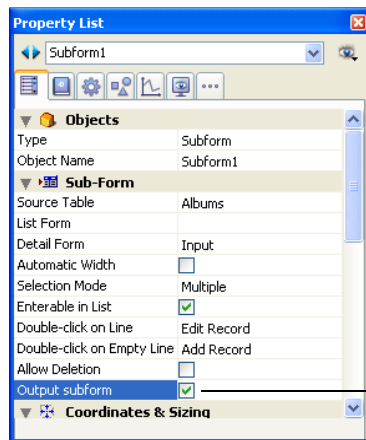 Property List
Subform1
Objects
Type Subform
Object Name Subform1
Sub-Form
Source Table Albums
List Form
Detail Form Input
Automatic Width
Selection Mode Multiple
Enterable in List
Double-click on Line Edit Record
Double-click on Empty Line Add Record
Allow Deletion
Output subform
Coordinates & Sizing